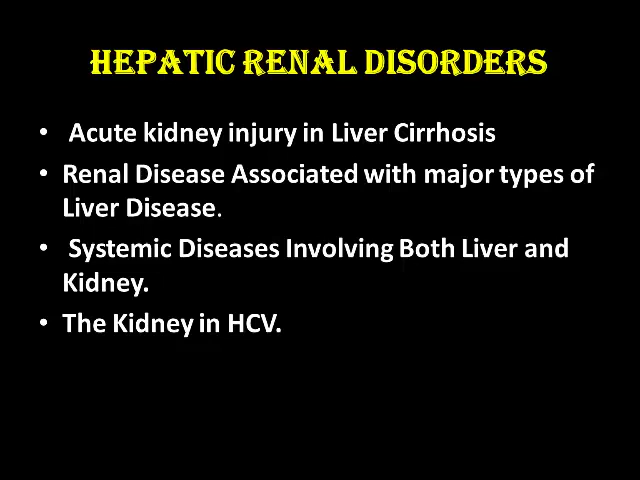 HEPATIC RENAL DISORDERS
• Acute kidney injury in Liver Cirrhosis
• Renal Disease Associated with major types of
Liver Disease.
• Systemic Diseases Involving Both Liver and
Kidney.
• The Kidney in HCV.